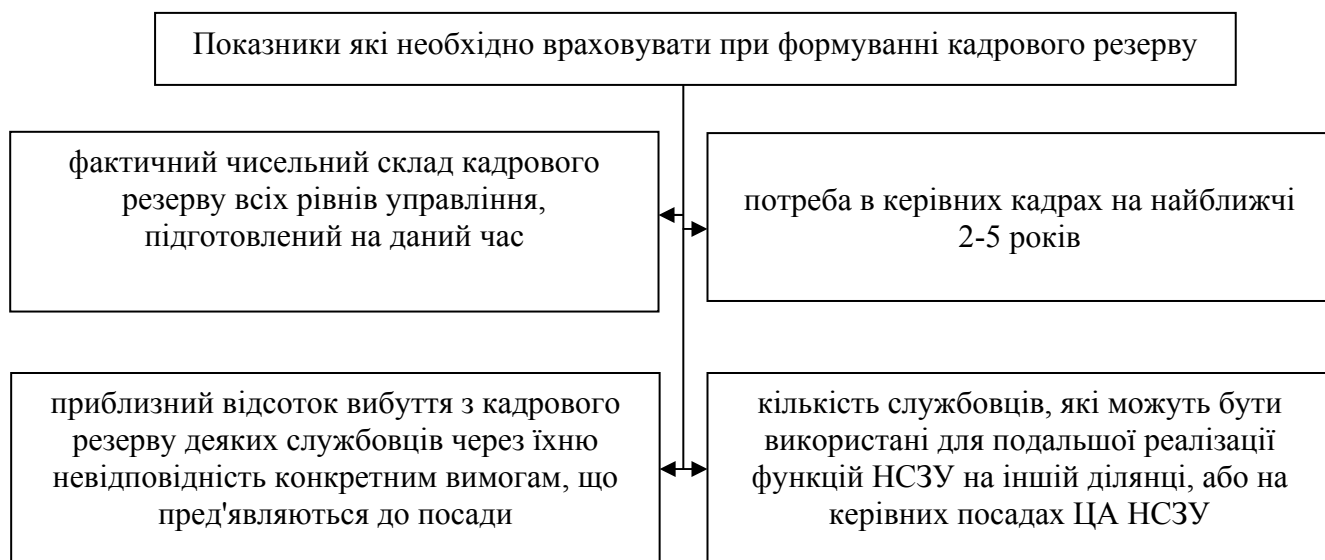 Показники які необхідно враховувати при формуванні кадрового резерву
фактичний чисельний склад кадрового
резерву всіх рівнів управління,
підготовлений на даний час
потреба в керівних кадрах на найближчі
2-5 років
приблизний відсоток вибуття з кадрового
резерву деяких службовців через їхню
невідповідність конкретним вимогам, що
пред'являються до посади
кількість службовців, які можуть бути
використані для подальшої реалізації
функцій НСЗУ на іншій ділянці, або на
керівних посадах ЦА НСЗУ